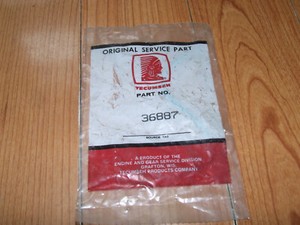 ORIGINAL SERVICE PART
TECUMSEH
PART NO.
36887
A PRODUCT OF THE
ENGINE AND GEAR SERVICE DIVISION
GRAFTON, WIS.
TECUMSEH PRODUCTS COMPANY